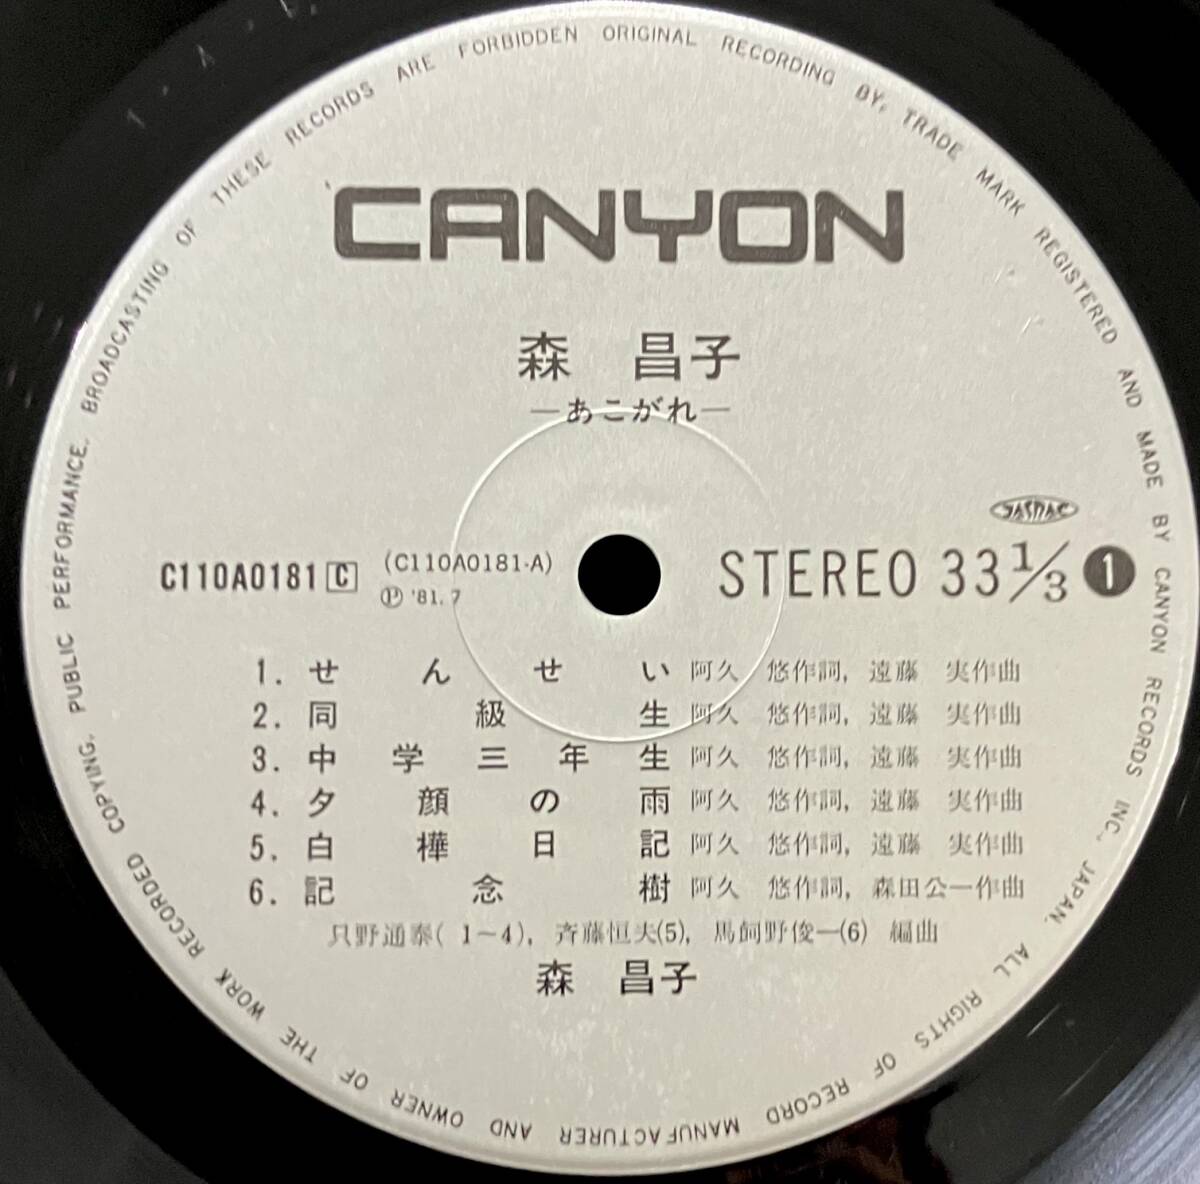 ORIGINAL RECORDING BY, TRADE MARK REGISTERED AND MADE BY CANYON RECORDS INC., JAPAN. ALL RIGHTS OF RECORD MANUFACTURER AND OWNER OF THE WORK RECORDED COPYING, PUBLIC PERFORMANCE, BROADCASTING OF THESE RECORDS ARE FORBIDDEN
CANYON
森 昌子
—あこがれ—
JASRAC
C110A0181 C (C110A0181-A) STEREO 33 1/3 1
Ⓟ '81. 7
1. せんせい 阿久 悠作詞, 遠藤 実作曲
2. 同級生 阿久 悠作詞, 遠藤 実作曲
3. 中学三年生 阿久 悠作詞, 遠藤 実作曲
4. 夕顔の雨 阿久 悠作詞, 遠藤 実作曲
5. 白樺日記 阿久 悠作詞, 遠藤 実作曲
6. 記念樹 阿久 悠作詞, 森田公一作曲
只野通泰( 1〜4), 斉藤恒夫(5), 馬飼野俊一(6) 編曲
森 昌子